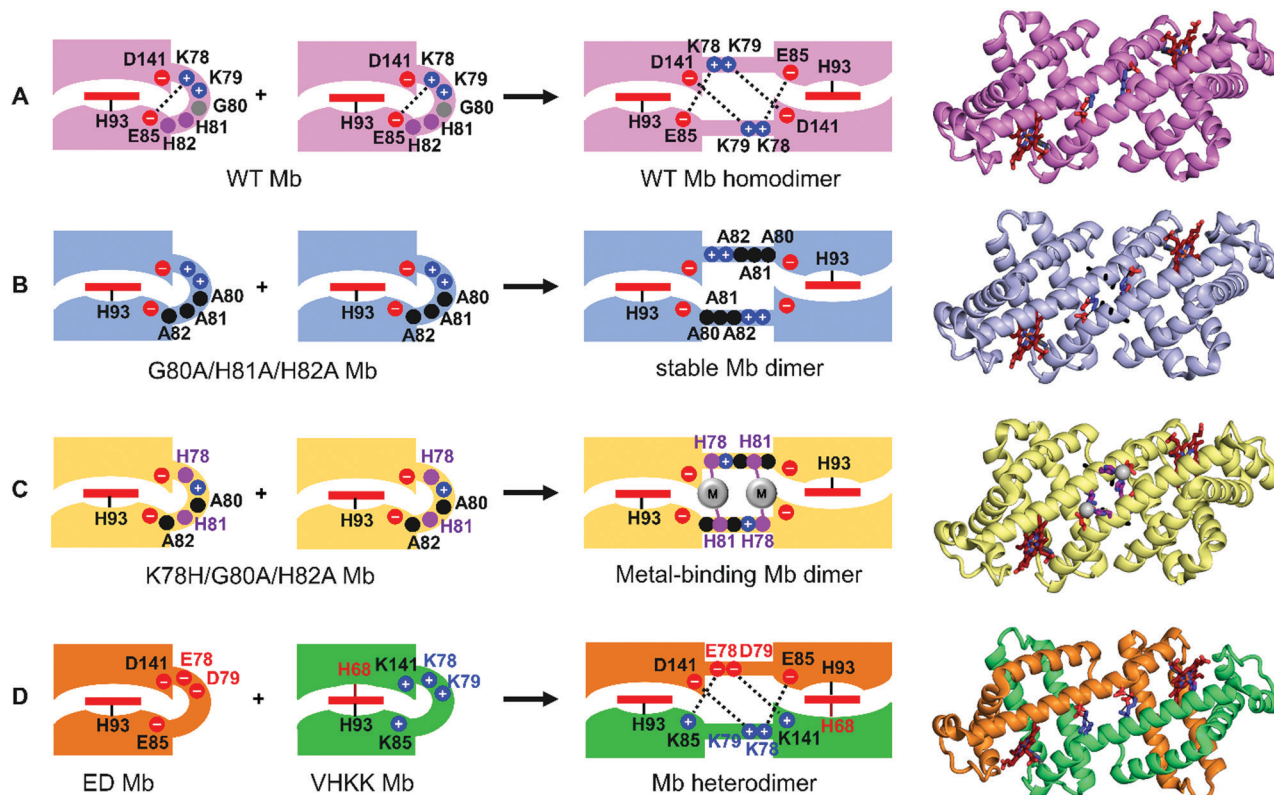 A
D141
K78
K79
G80
H81
H82
E85
H93
+
D141
K78
K79
G80
H81
H82
E85
H93
K78 K79
D141
E85
H93
H93
E85
D141
K79 K78
WT Mb
WT Mb homodimer
B
A80
A81
A82
H93
+
A80
A81
A82
H93
A82 A80
A81
H93
H93
A81
A80 A82
G80A/H81A/H82A Mb
stable Mb dimer
C
H78
A80
H81
A82
H93
+
H78
A80
H81
A82
H93
H78 H81
M
M
H93
H93
H81 H78
K78H/G80A/H82A Mb
Metal-binding Mb dimer
D
D141
E78
D79
H93
E85
+
H68
K141
K78
K79
H93
K85
E78 D79
D141
E85
H93
H93
H68
K85
K79
K78
K141
ED Mb
VHKK Mb
Mb heterodimer